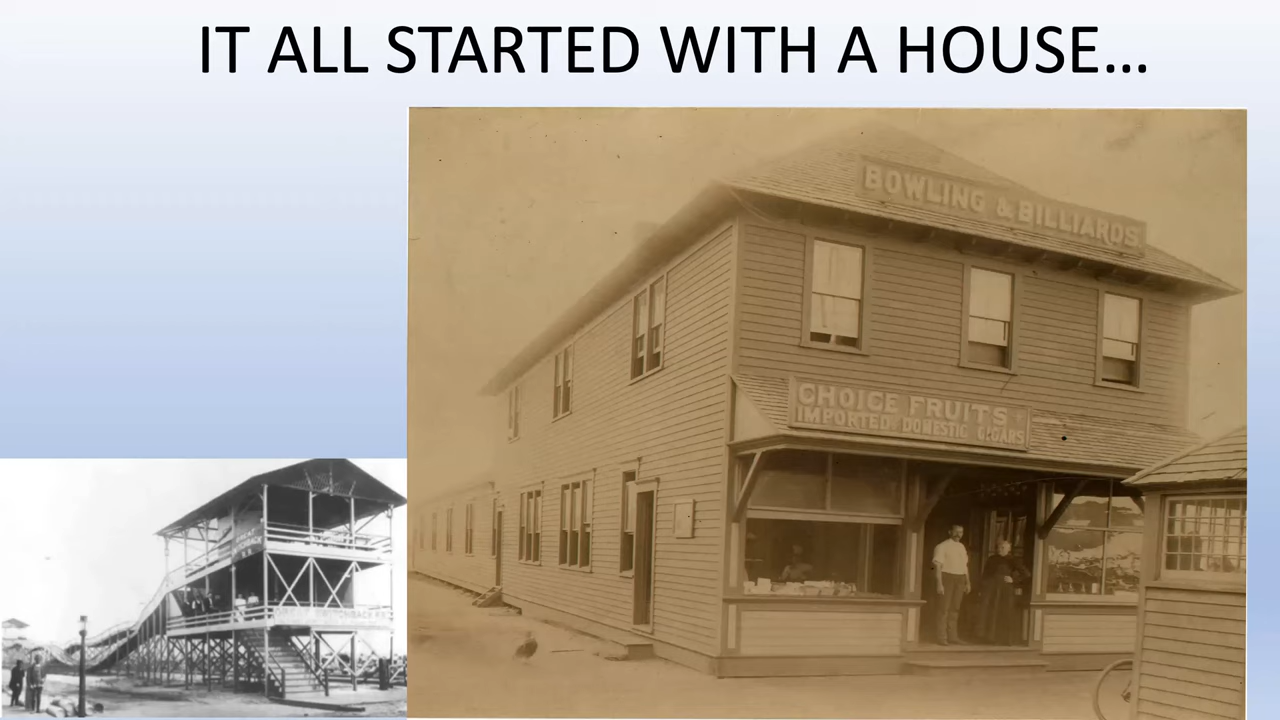 IT ALL STARTED WITH A HOUSE...
BOWLING & BILLIARDS.
CHOICE FRUITS
IMPORTED. DOMESTIC CIGARS